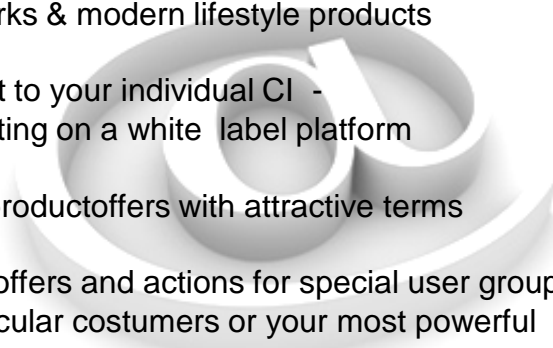 rks & modern lifestyle products
t to your individual CI -
ting on a white label platform
roductoffers with attractive terms
offers and actions for special user group
cular costumers or your most powerful